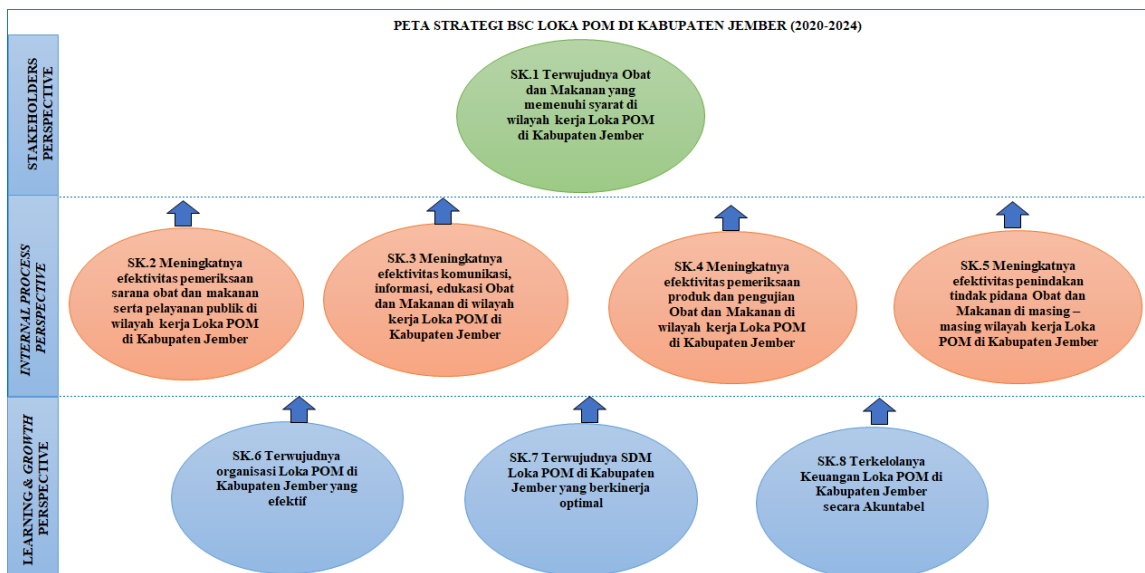 PETA STRATEGI BSC LOKA POM DI KABUPATEN JEMBER (2020-2024)
STAKEHOLDERS
PERSPECTIVE
SK.1 Terwujudnya Obat
dan Makanan yang
memenuhi syarat di
wilayah kerja Loka POM
di Kabupaten Jember
INTERNAL PROCESS
PERSPECTIVE
SK.2 Meningkatnya
efektivitas pemeriksaan
sarana obat dan makanan
serta pelayanan publik di
wilayah kerja Loka POM
di Kabupaten Jember
SK.3 Meningkatnya
efektivitas komunikasi,
informasi, edukasi Obat
dan Makanan di wilayah
kerja Loka POM di
Kabupaten Jember
SK.4 Meningkatnya
efektivitas pemeriksaan
produk dan pengujian
Obat dan Makanan di
wilayah kerja Loka POM
di Kabupaten Jember
SK.5 Meningkatnya
efektivitas penindakan
tindak pidana Obat dan
Makanan di masing –
masing wilayah kerja Loka
POM di Kabupaten Jember
LEARNING & GROWTH
PERSPECTIVE
SK.6 Terwujudnya
organisasi Loka POM di
Kabupaten Jember yang
efektif
SK.7 Terwujudnya SDM
Loka POM di Kabupaten
Jember yang berkinerja
optimal
SK.8 Terkelolanya
Keuangan Loka POM di
Kabupaten Jember
secara Akuntabel